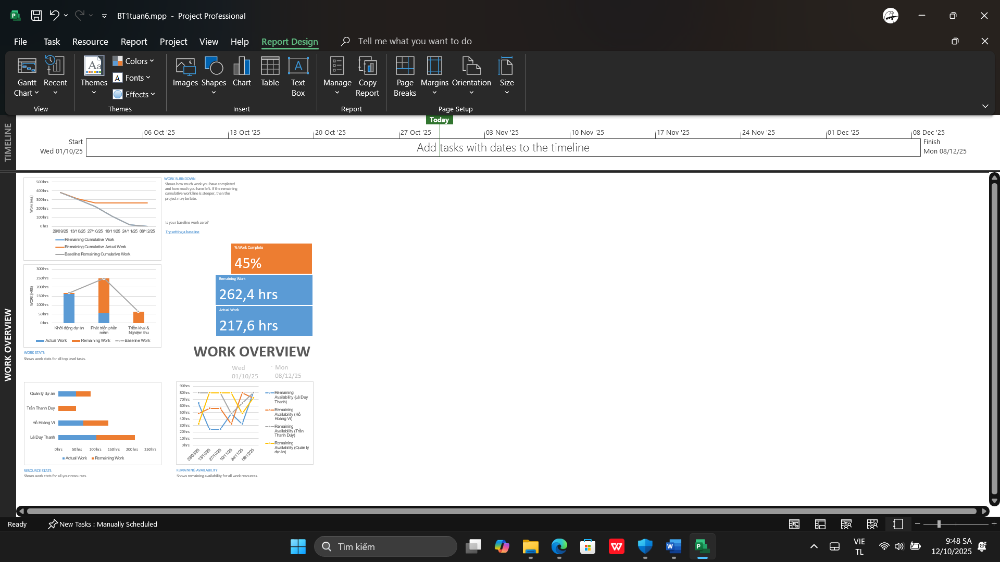 BT1tuan6.mpp - Project Professional
File Task Resource Report Project View Help Report Design Tell me what you want to do
Gantt Chart
Recent
View
Themes
Colors
Fonts
Effects
Themes
Images
Shapes
Chart
Table
Text Box
Insert
Manage
Copy Report
Report
Page Breaks
Margins
Orientation
Size
Page Setup
TIMELINE
Today
06 Oct '25 13 Oct '25 20 Oct '25 27 Oct '25 03 Nov '25 10 Nov '25 17 Nov '25 24 Nov '25 01 Dec '25 08 Dec '25
Start
Wed 01/10/25
Add tasks with dates to the timeline
Finish
Mon 08/12/25
WORK OVERVIEW
WORK (HRS)
500 hrs
400 hrs
300 hrs
200 hrs
100 hrs
0 hrs
29/09/25 13/10/25 27/10/25 10/11/25 24/11/25 08/12/25
Remaining Cumulative Work
Remaining Cumulative Actual Work
Baseline Remaining Cumulative Work
WORK BURNDOWN
Shows how much work you have completed
and how much you have left. If the remaining
cumulative work line is steeper, then the
project may be late.
Is your baseline work zero?
Try setting a baseline
% Work Complete
45%
Remaining Work
262,4 hrs
Actual Work
217,6 hrs
WORK (HRS)
300 hrs
250 hrs
200 hrs
150 hrs
100 hrs
50 hrs
0 hrs
Khởi động dự án
Phát triển phần
mềm
Triển khai &
Nghiệm thu
Actual Work Remaining Work Baseline Work
WORK STATS
Shows work stats for all top level tasks.
WORK OVERVIEW
Wed
01/10/25
-
Mon
08/12/25
Quản lý dự án
Trần Thanh Duy
Hồ Hoàng Vĩ
Lê Duy Thanh
0 hrs 50 hrs 100 hrs 150 hrs 200 hrs 250 hrs
Actual Work Remaining Work
RESOURCE STATS
Shows work stats for all your resources.
90 hrs
80 hrs
70 hrs
60 hrs
50 hrs
40 hrs
30 hrs
20 hrs
10 hrs
0 hrs
29/09/25 13/10/25 27/10/25 10/11/25 24/11/25 08/12/25
Remaining
Availability (Lê Duy
Thanh)
Remaining
Availability (Hồ
Hoàng Vĩ)
Remaining
Availability (Trần
Thanh Duy)
Remaining
Availability (Quản lý
dự án)
REMAINING AVAILABILITY
Shows remaining availability for all work resources.
Ready New Tasks : Manually Scheduled
Tìm kiếm
VIE
TL
9:48 SA
12/10/2025